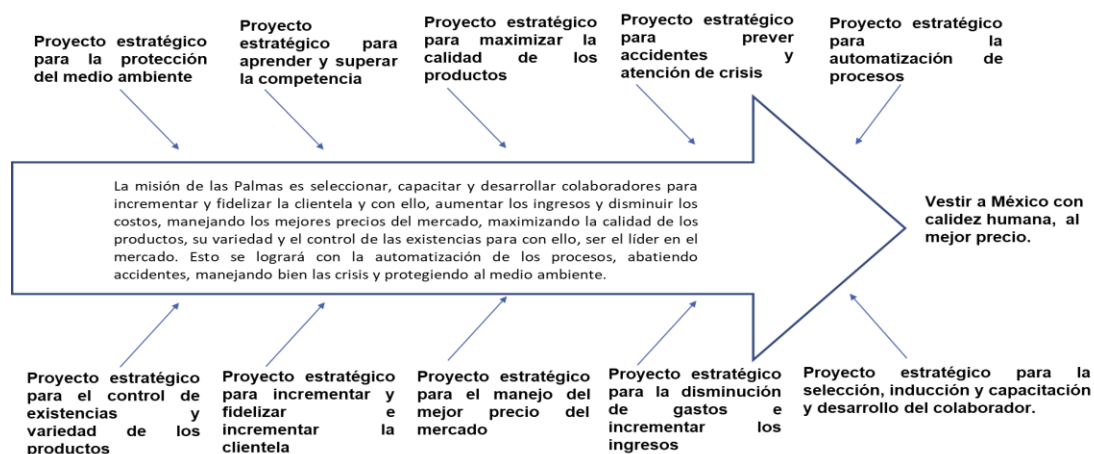 Proyecto estratégico
para la protección
del medio ambiente
Proyecto
estratégico para
aprender y superar
la competencia
Proyecto estratégico
para maximizar la
calidad de los
productos
Proyecto estratégico
para prever
accidentes y
atención de crisis
Proyecto estratégico
para la
automatización de
procesos
La misión de las Palmas es seleccionar, capacitar y desarrollar colaboradores para
incrementar y fidelizar la clientela y con ello, aumentar los ingresos y disminuir los
costos, manejando los mejores precios del mercado, maximizando la calidad de los
productos, su variedad y el control de las existencias para con ello, ser el líder en el
mercado. Esto se logrará con la automatización de los procesos, abatiendo
accidentes, manejando bien las crisis y protegiendo al medio ambiente.
Vestir a México con
calidez humana, al
mejor precio.
Proyecto estratégico
para el control de
existencias y
variedad de los
productos
Proyecto estratégico
para incrementar y
fidelizar e
incrementar la
clientela
Proyecto estratégico
para el manejo del
mejor precio del
mercado
Proyecto estratégico
para la disminución
de gastos e
incrementar los
ingresos
Proyecto estratégico para la
selección, inducción y capacitación
y desarrollo del colaborador.